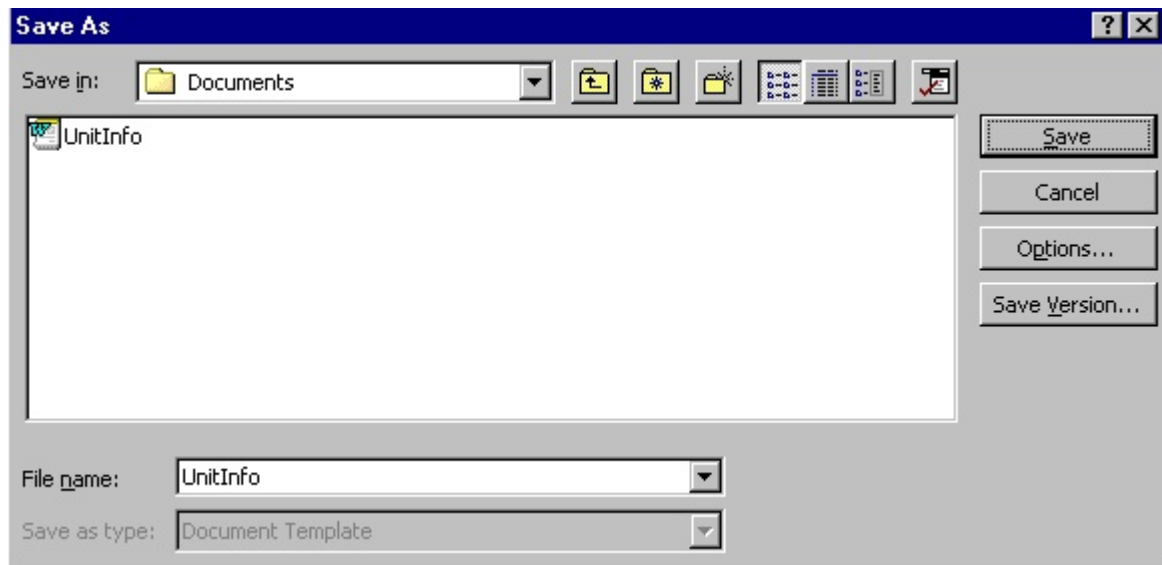 Save As
Save in: Documents
UnitInfo
Save
Cancel
Options...
Save Version...
File name: UnitInfo
Save as type: Document Template